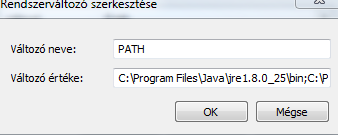 Rendszerváltozó szerkesztése
Változó neve: PATH
Változó értéke: C:\Program Files\Java\jre1.8.0_25\bin;C:\P
OK Mégse